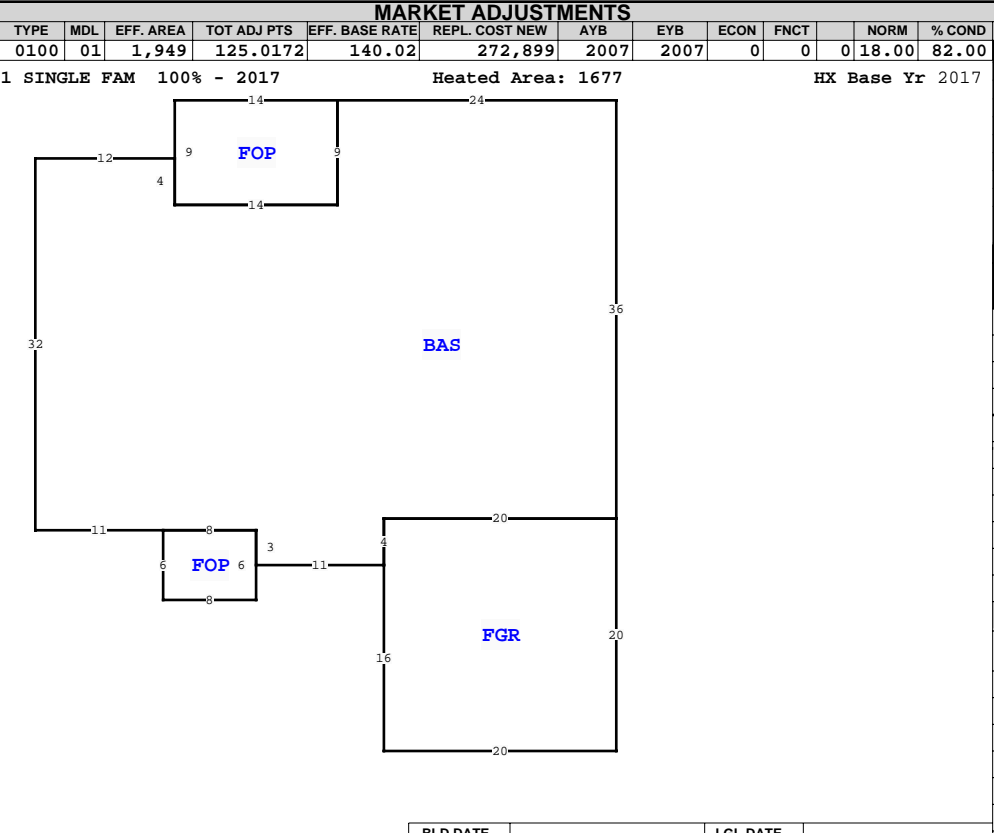 MARKET ADJUSTMENTS
TYPE MDL EFF. AREA TOT ADJ PTS EFF. BASE RATE REPL. COST NEW AYB EYB ECON FNCT NORM % COND
0100 01 1,949 125.0172 140.02 272,899 2007 2007 0 0 0 18.00 82.00
1 SINGLE FAM 100% - 2017 Heated Area: 1677 HX Base Yr 2017
14 24
9 FOP 9
12
4
14
36
32 BAS
20
11 8
4
3
6 FOP 6 11
8
FGR 20
16
20
BLD DATE LGL DATE